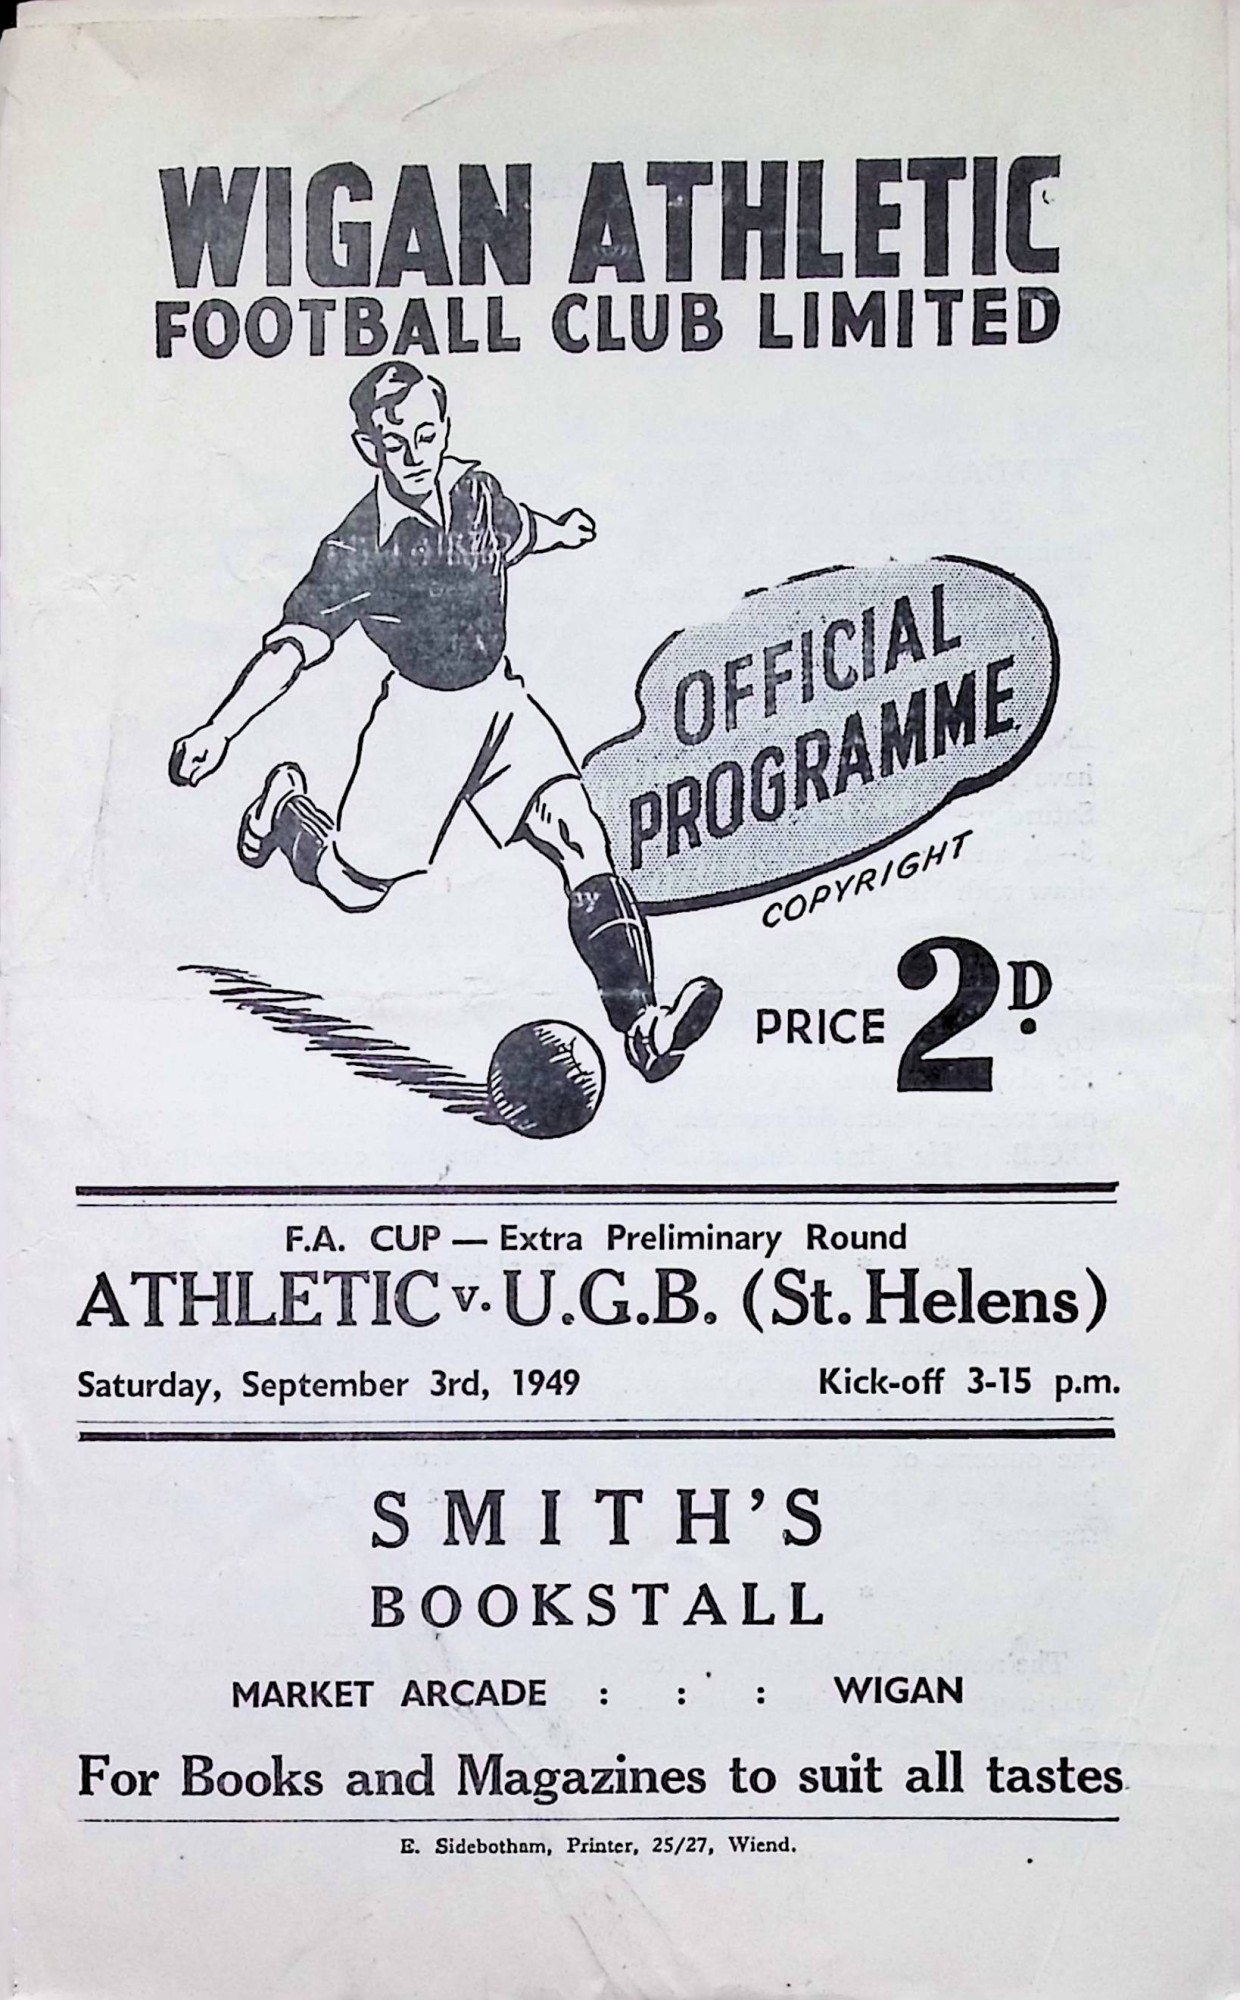 WIGAN ATHLETIC
FOOTBALL CLUB LIMITED
OFFICIAL
PROGRAMME
COPYRIGHT
PRICE 2D.
F.A. CUP — Extra Preliminary Round
ATHLETIC v. U.G.B. (St. Helens)
Saturday, September 3rd, 1949 Kick-off 3-15 p.m.
SMITH'S
BOOKSTALL
MARKET ARCADE : : : WIGAN
For Books and Magazines to suit all tastes
E. Sidebotham, Printer, 25/27, Wiend.